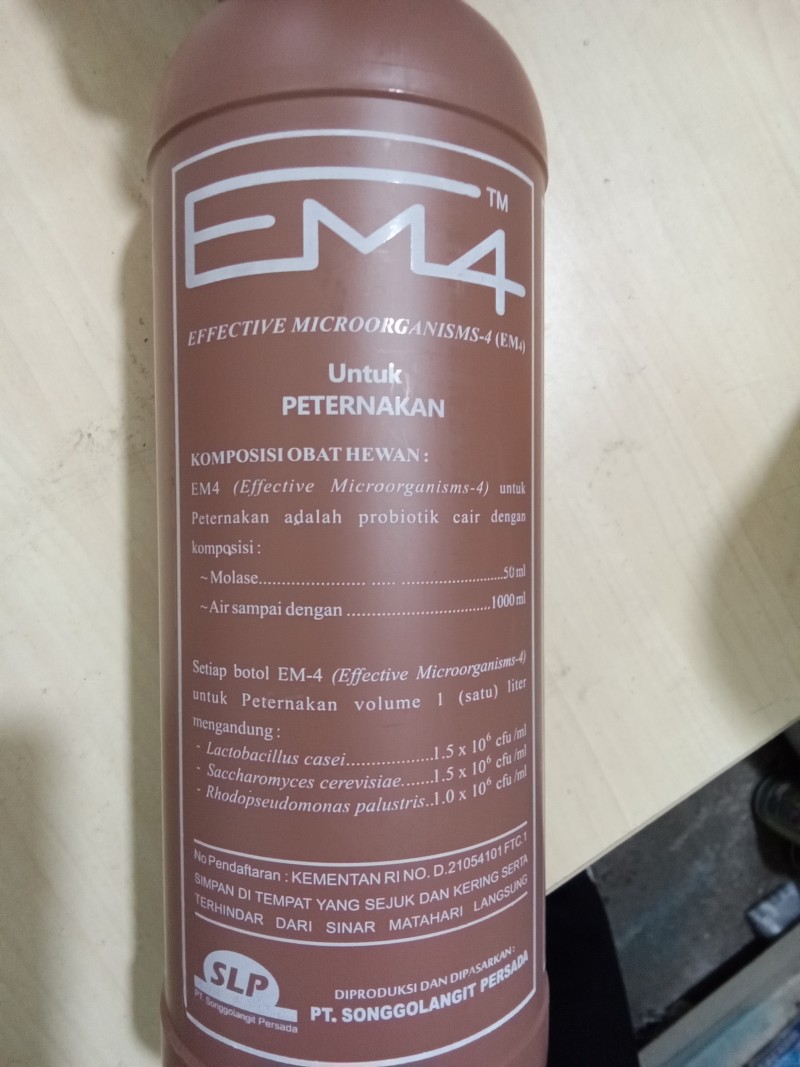 EM4 TM
EFFECTIVE MICROORGANISMS-4 (EM4)
Untuk
PETERNAKAN
KOMPOSISI OBAT HEWAN :
EM4 (Effective Microorganisms-4) untuk
Peternakan adalah probiotik cair dengan
komposisi :
~Molase...................... ..... .........................50 ml
~Air sampai dengan ...................................1000 ml
Setiap botol EM-4 (Effective Microorganisms-4)
untuk Peternakan volume 1 (satu) liter
mengandung :
- Lactobacillus casei..................1.5 x 10⁶ cfu/ml
- Saccharomyces cerevisiae.......1.5 x 10⁶ cfu/ml
- Rhodopseudomonas palustris..1.0 x 10⁶ cfu/ml
No Pendaftaran : KEMENTAN RI NO. D.21054101 FTC.1
SIMPAN DI TEMPAT YANG SEJUK DAN KERING SERTA
TERHINDAR DARI SINAR MATAHARI LANGSUNG
SLP
PT. Songgolangit Persada
DIPRODUKSI DAN DIPASARKAN :
PT. SONGGOLANGIT PERSADA